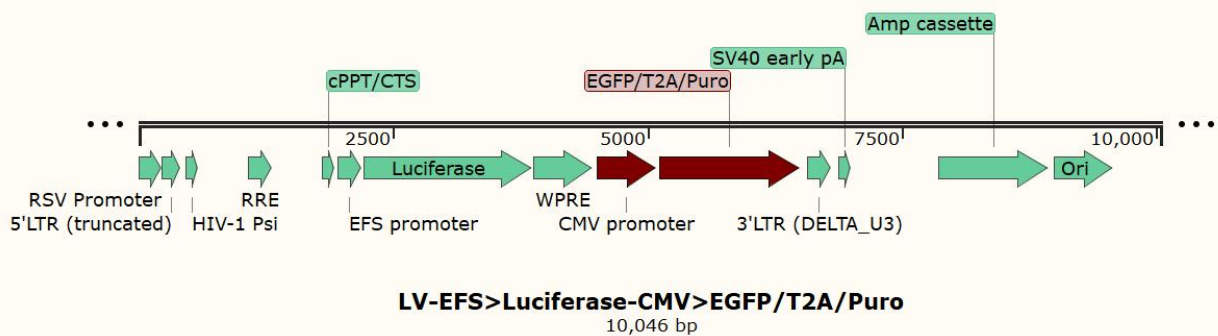 Amp cassette
SV40 early pA
cPPT/CTS EGFP/T2A/Puro
2500 5000 7500 10,000
Luciferase Ori
RSV Promoter RRE WPRE
5'LTR (truncated) HIV-1 Psi EFS promoter CMV promoter 3'LTR (DELTA_U3)
LV-EFS>Luciferase-CMV>EGFP/T2A/Puro
10,046 bp